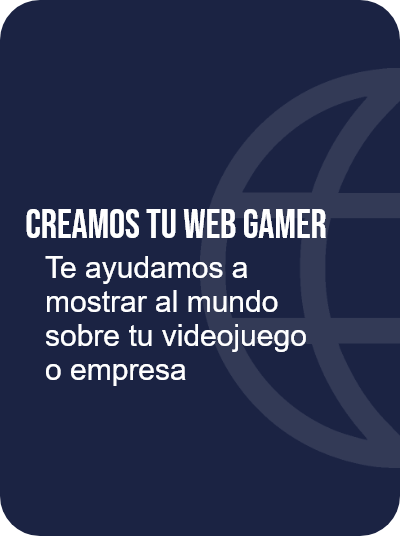 CREAMOS TU WEB GAMER
Te ayudamos a
mostrar al mundo
sobre tu videojuego
o empresa